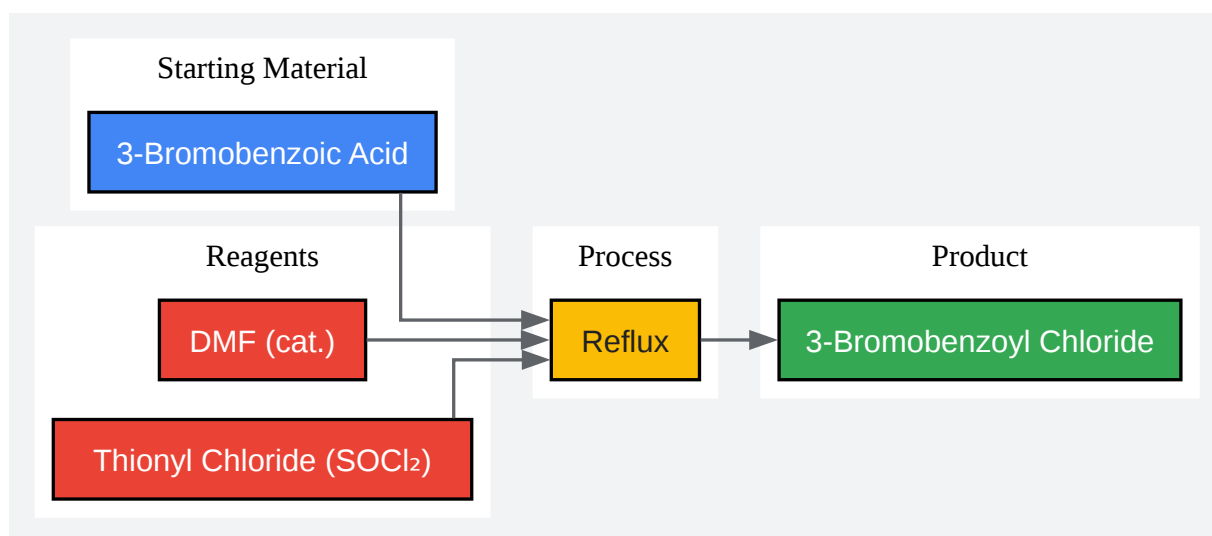 Starting Material
3-Bromobenzoic Acid
Reagents
DMF (cat.)
Thionyl Chloride (SOCl₂)
Process
Reflux
Product
3-Bromobenzoyl Chloride